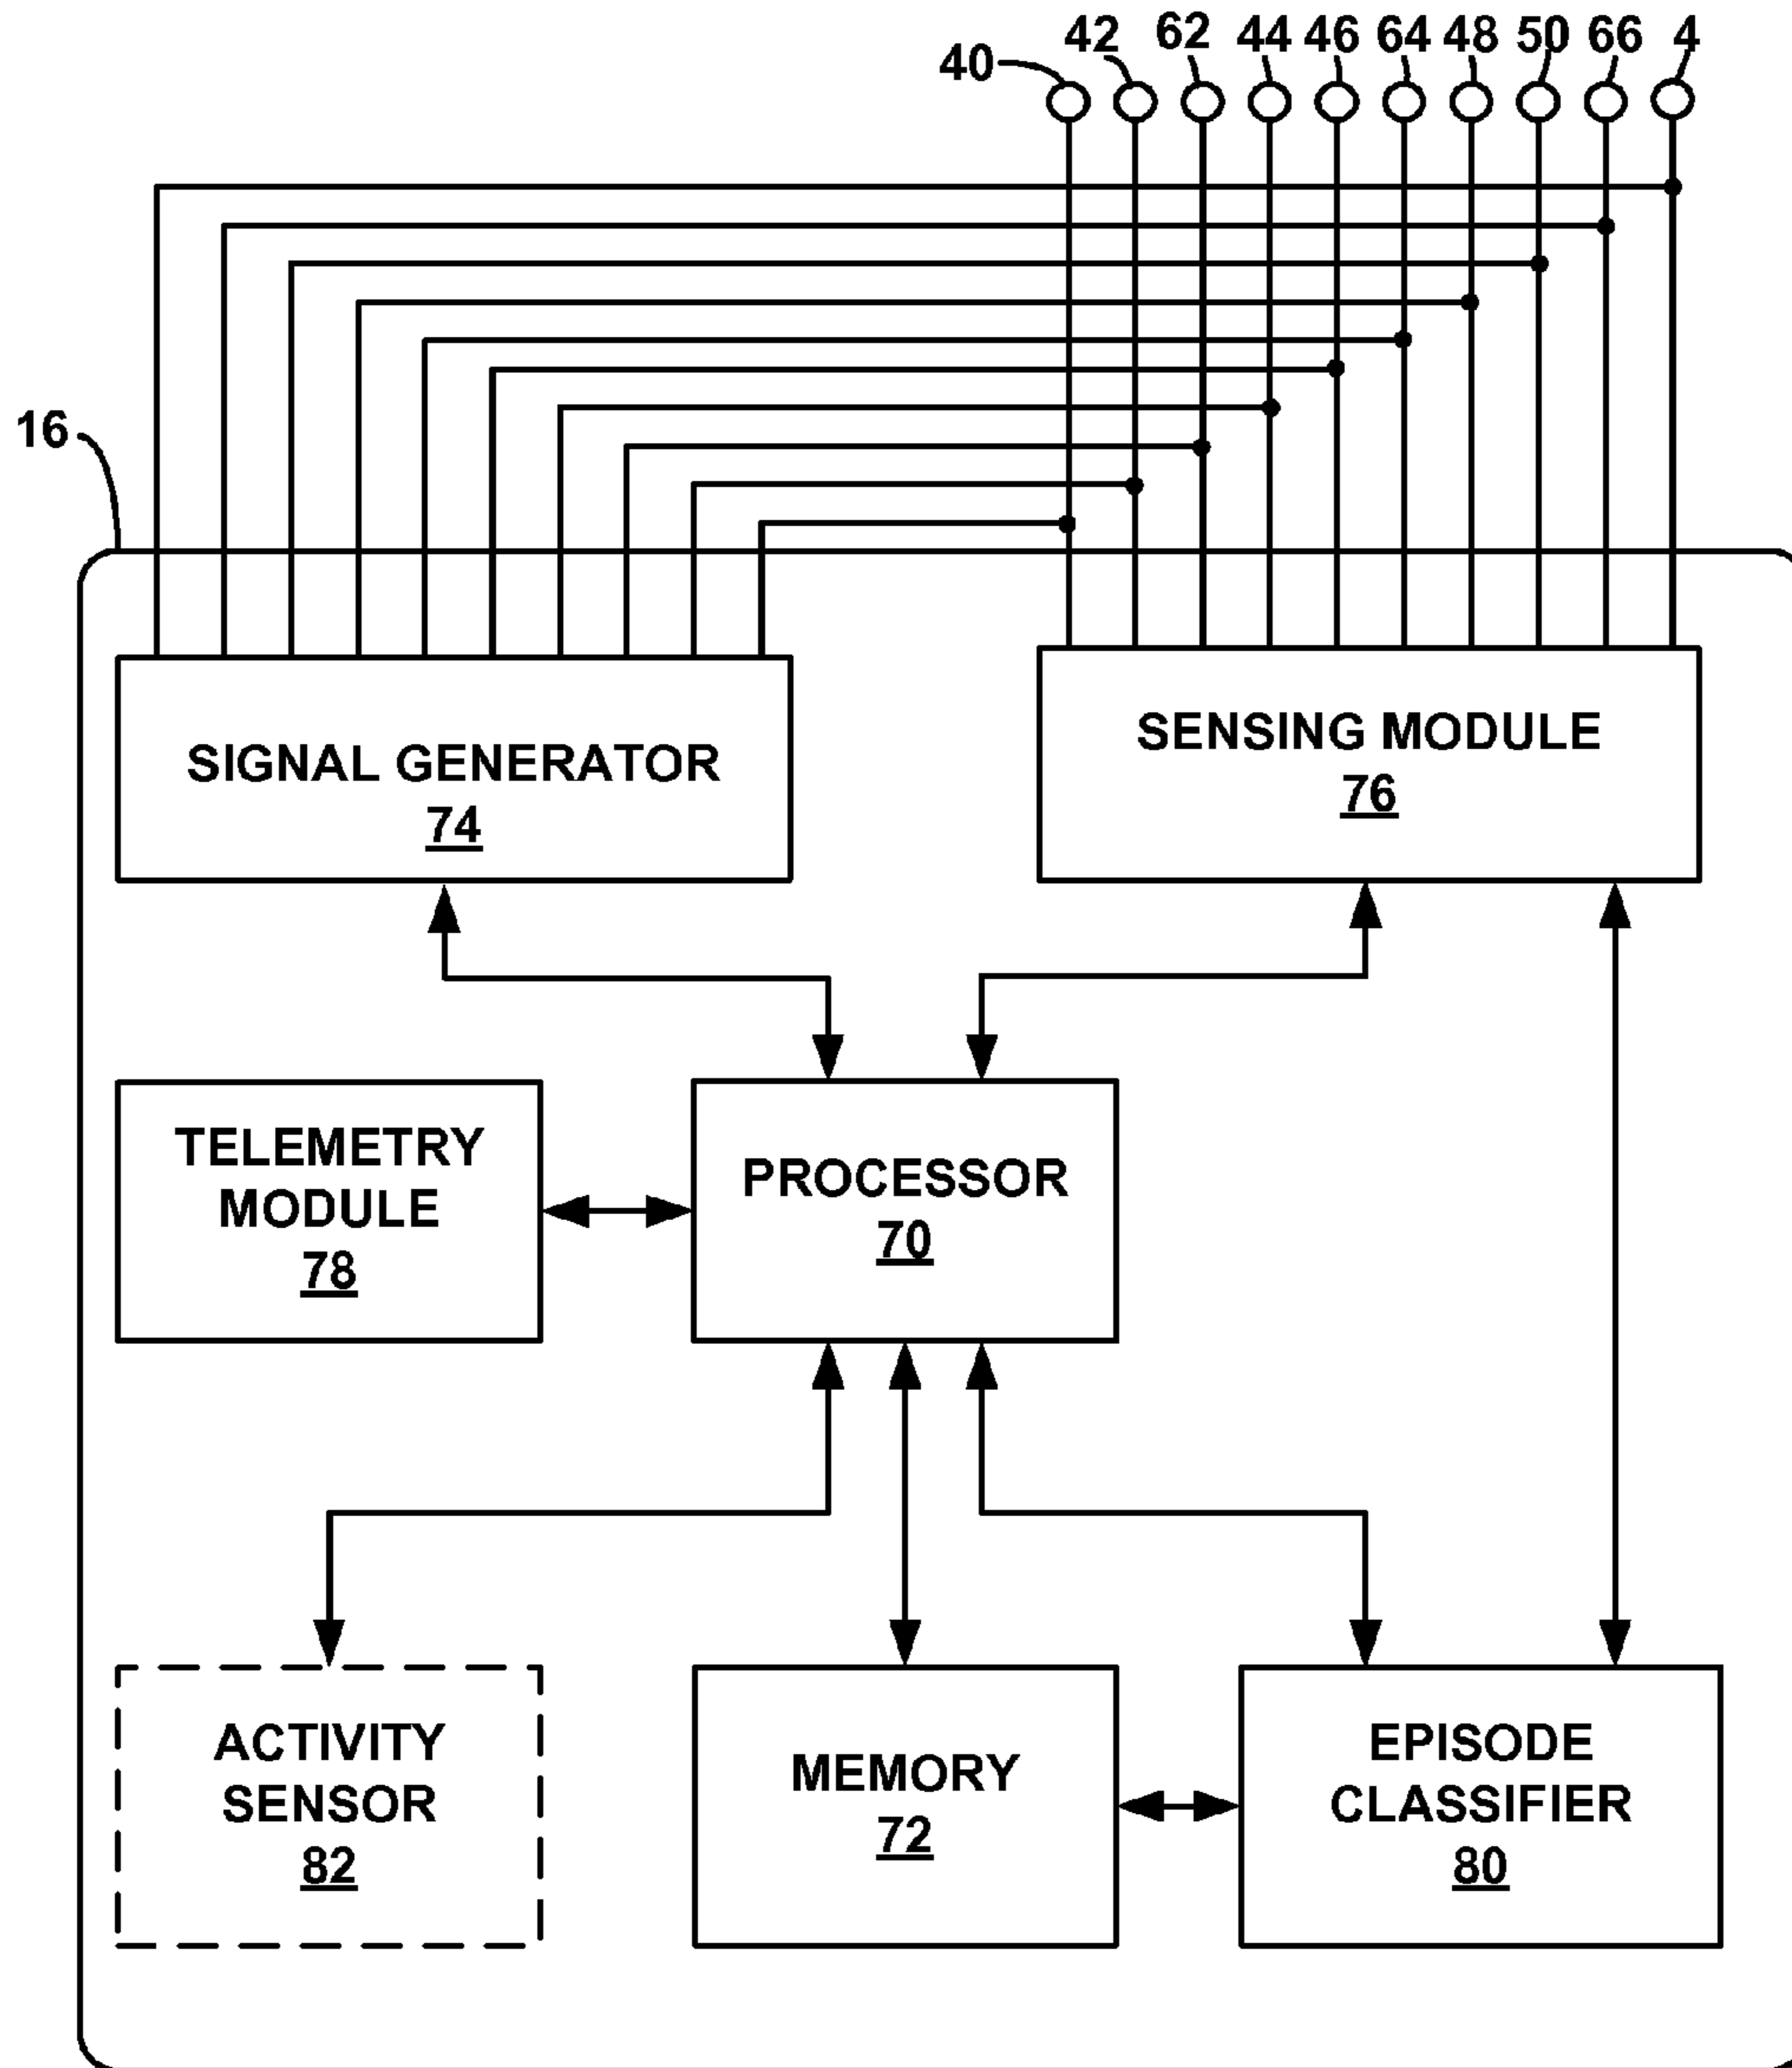 40 42 62 44 46 64 48 50 66 4
16
SIGNAL GENERATOR
74
SENSING MODULE
76
TELEMETRY
MODULE
78
PROCESSOR
70
ACTIVITY
SENSOR
82
MEMORY
72
EPISODE
CLASSIFIER
80